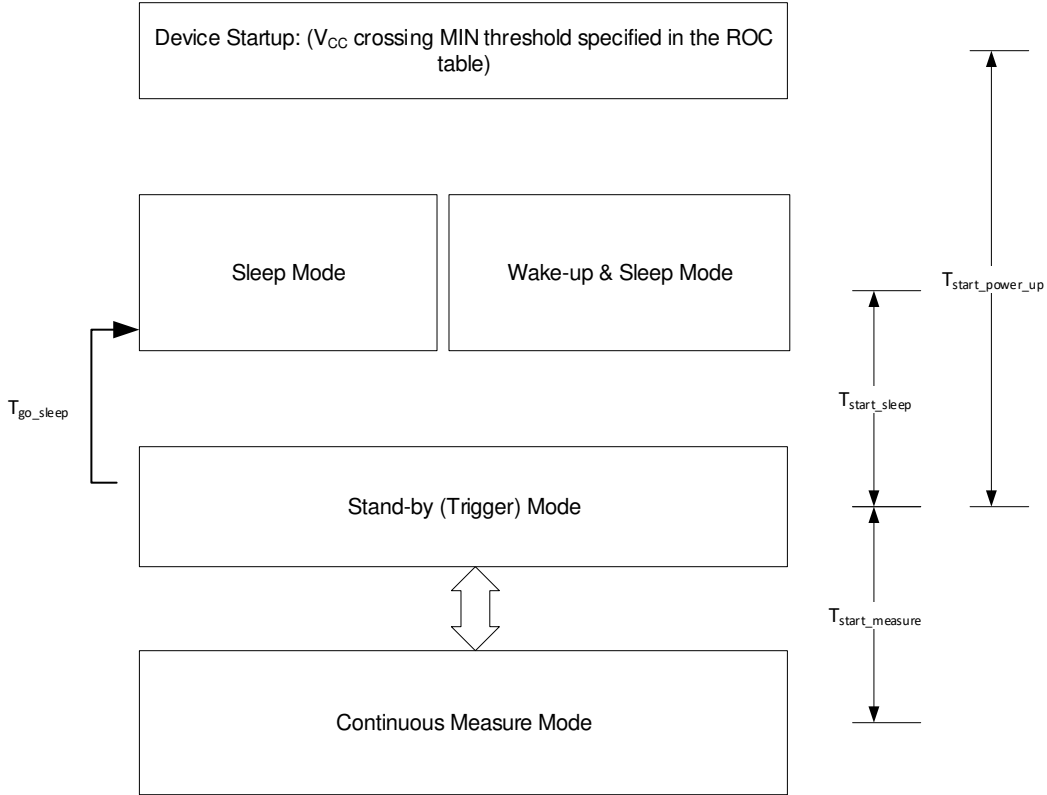 Device Startup: (VCC crossing MIN threshold specified in the ROC
table)
Sleep Mode
Wake-up & Sleep Mode
Tstart_power_up
Tstart_sleep
Tgo_sleep
Stand-by (Trigger) Mode
Tstart_measure
Continuous Measure Mode